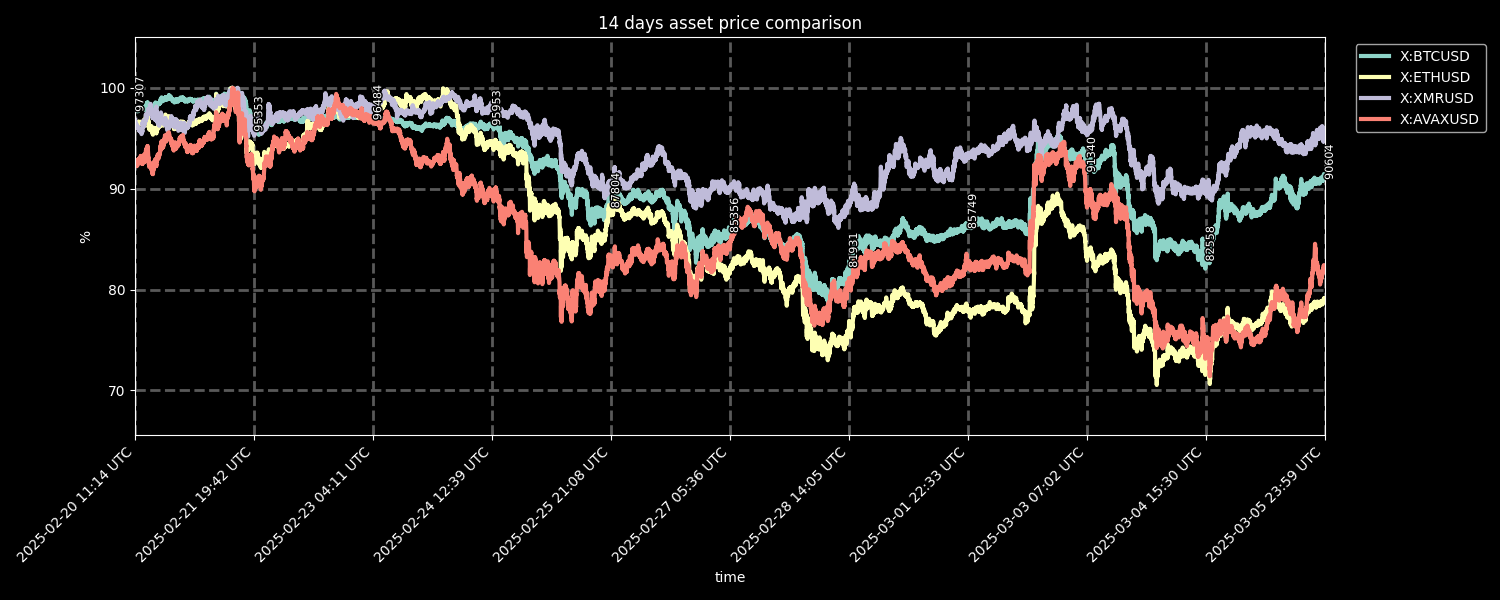 14 days asset price comparison
X:BTCUSD
X:ETHUSD
X:XMRUSD
X:AVAXUSD
%
100
90
80
70
97307
95353
96484
95953
87804
85356
81931
85749
91340
82558
90604
2025-02-20 11:14 UTC
2025-02-21 19:42 UTC
2025-02-23 04:11 UTC
2025-02-24 12:39 UTC
2025-02-25 21:08 UTC
2025-02-27 05:36 UTC
2025-02-28 14:05 UTC
2025-03-01 22:33 UTC
2025-03-03 07:02 UTC
2025-03-04 15:30 UTC
2025-03-05 23:59 UTC
time